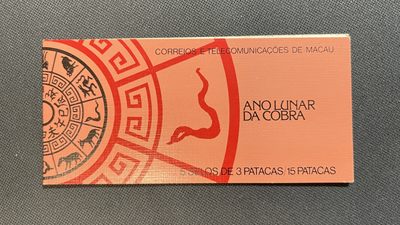 CORREIOS E TELECOMUNICAÇÕES DE MACAU
ANO LUNAR
DA COBRA
5 SELOS DE 3 PATACAS/15 PATACAS